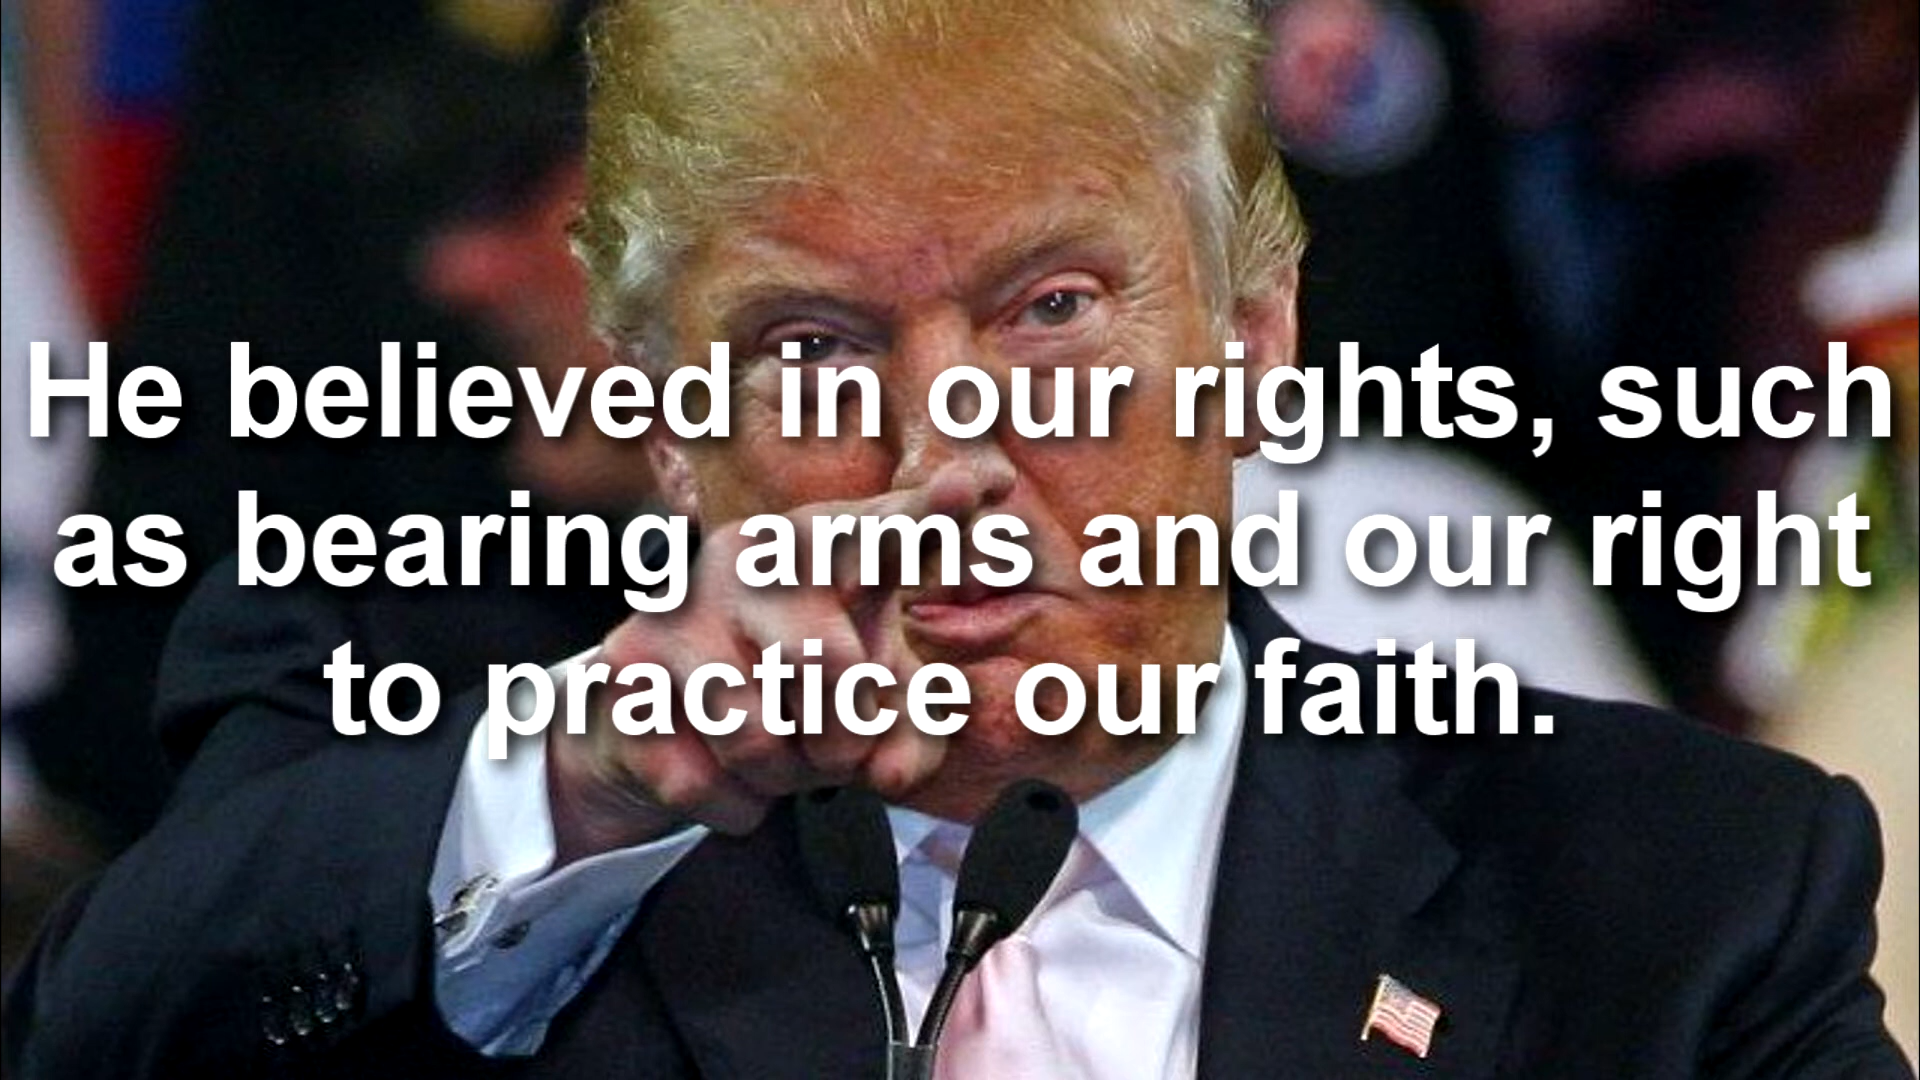 He believed in our rights, such
as bearing arms and our right
to practice our faith.